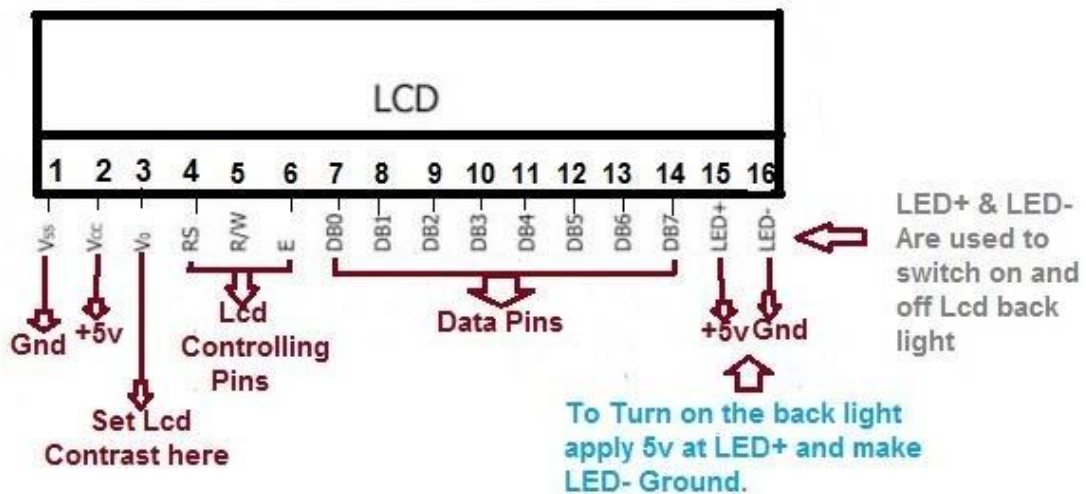 LCD
1 2 3 4 5 6 7 8 9 10 11 12 13 14 15 16
Vss Vcc V0 RS R/W E DB0 DB1 DB2 DB3 DB4 DB5 DB6 DB7 LED+ LED-
Gnd
+5v
Set Lcd
Contrast here
Lcd
Controlling
Pins
Data Pins
+5v Gnd
LED+ & LED-
Are used to
switch on and
off Lcd back
light
To Turn on the back light
apply 5v at LED+ and make
LED- Ground.